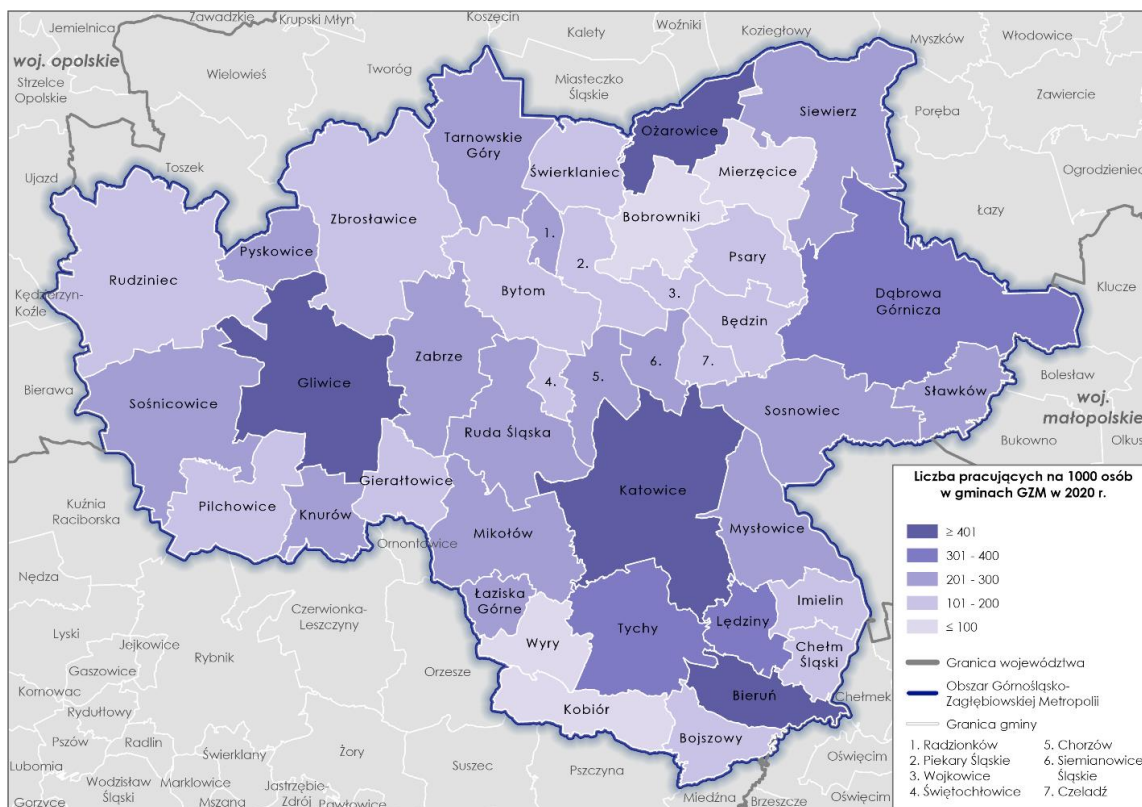 Jemielnica
Zawadzkie
Krupski Młyn
Koszęcin
Kalety
Woźniki
Koziegłowy
Myszków
Włodowice
woj. opolskie
Strzelce
Opolskie
Wielowieś
Tworóg
Miasteczko
Śląskie
Poręba
Zawiercie
Siewierz
Ożarowice
Tarnowskie
Góry
Świerklaniec
Mierzęcice
Ujazd
Toszek
Ogrodzieniec
Łazy
Zbrosławice
Bobrowniki
1.
2.
Pyskowice
Psary
Rudziniec
Bytom
3.
Dąbrowa
Górnicza
Klucze
Kędzierzyn-
Koźle
Będzin
Zabrze
6.
7.
4.
5.
Bierawa
Gliwice
Bolesław
Sośnicowice
Sławków
Sosnowiec
woj.
małopolskie
Ruda Śląska
Bukowno
Olkusz
Gierałtowice
Katowice
Kuźnia
Raciborska
Pilchowice
Knurów
Mikołów
Mysłowice
Ornontowice
Nędza
Łaziska
Górne
Imielin
Czerwionka-
Leszczyny
Tychy
Lędziny
Lyski
Jejkowice
Wyry
Chełm
Śląski
Gaszowice
Rybnik
Orzesze
Kornowac
Bieruń
Chełmek
Rydułtowy
Kobiór
Bojszowy
Pszów
Radlin
Świerklany
Żory
Lubomia
Suszec
Pszczyna
Oświęcim
Wodzisław
Śląski
Marklowice
Jastrzębie-
Zdrój
Miedźna
Brzeszcze
Oświęcim
Gorzyce
Mszana
Pawłowice
Liczba pracujących na 1000 osób
w gminach GZM w 2020 r.
≥ 401
301 - 400
201 - 300
101 - 200
≤ 100
Granica województwa
Obszar Górnośląsko-
Zagłębiowskiej Metropolii
Granica gminy
1. Radzionków
2. Piekary Śląskie
3. Wojkowice
4. Świętochłowice
5. Chorzów
6. Siemianowice
Śląskie
7. Czeladź